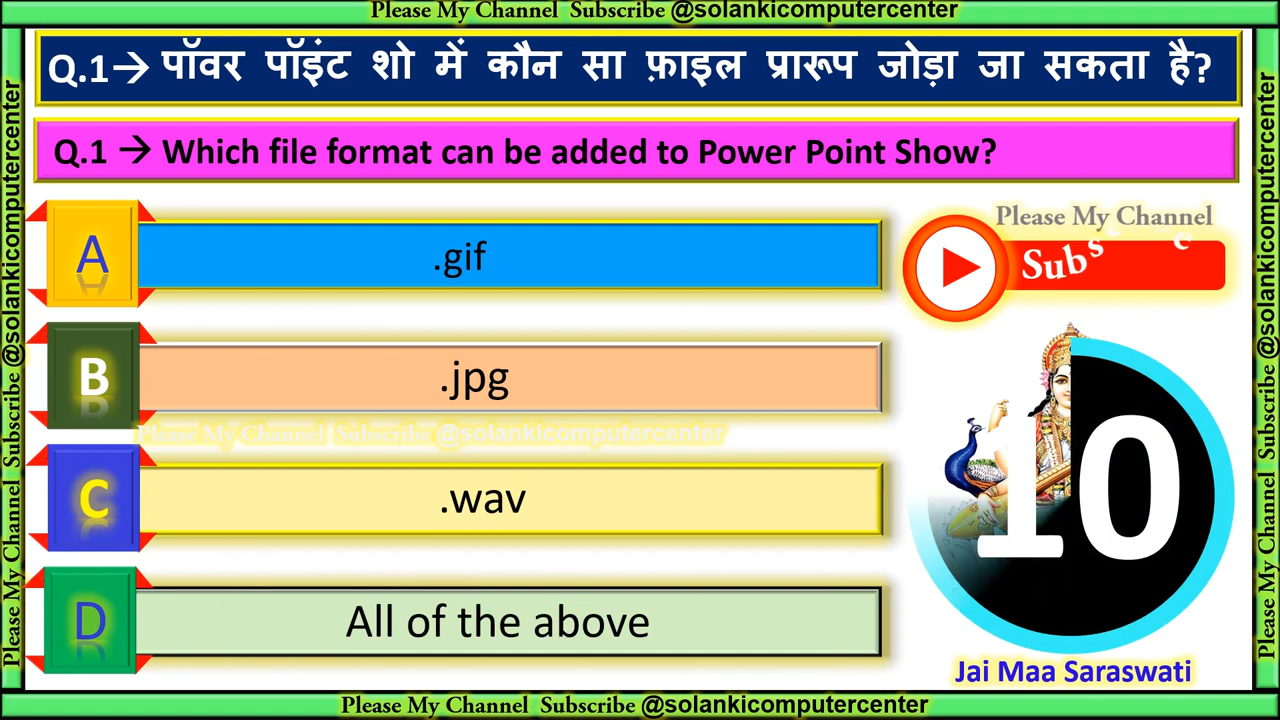 Please My Channel Subscribe @solankicomputercenter
Q.1→ पॉवर पॉइंट शो में कौन सा फ़ाइल प्रारूप जोड़ा जा सकता है?
Q.1 → Which file format can be added to Power Point Show?
A
.gif
B
.jpg
Please My Channel Subscribe @solankicomputercenter
C
.wav
D
All of the above
Please My Channel
Subs c e
10
Jai Maa Saraswati
Please My Channel Subscribe @solankicomputercenter
Please My Channel Subscribe @solankicomputercenter
Please My Channel Subscribe @solankicomputercenter